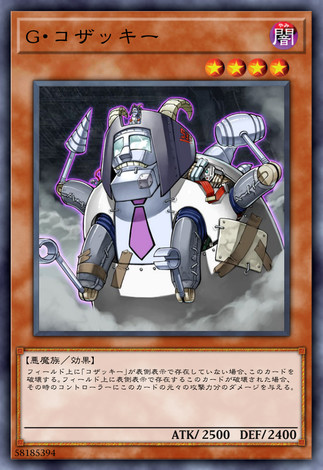 G・コザッキー
やみ
闇
【悪魔族／効果】
フィールド上に「コザッキー」が表側表示で存在していない場合、このカードを
破壊する。フィールド上に表側表示で存在するこのカードが破壊された場合、
その時のコントローラーにこのカードの元々の攻撃力分のダメージを与える。
ATK/ 2500 DEF/2400
58185394